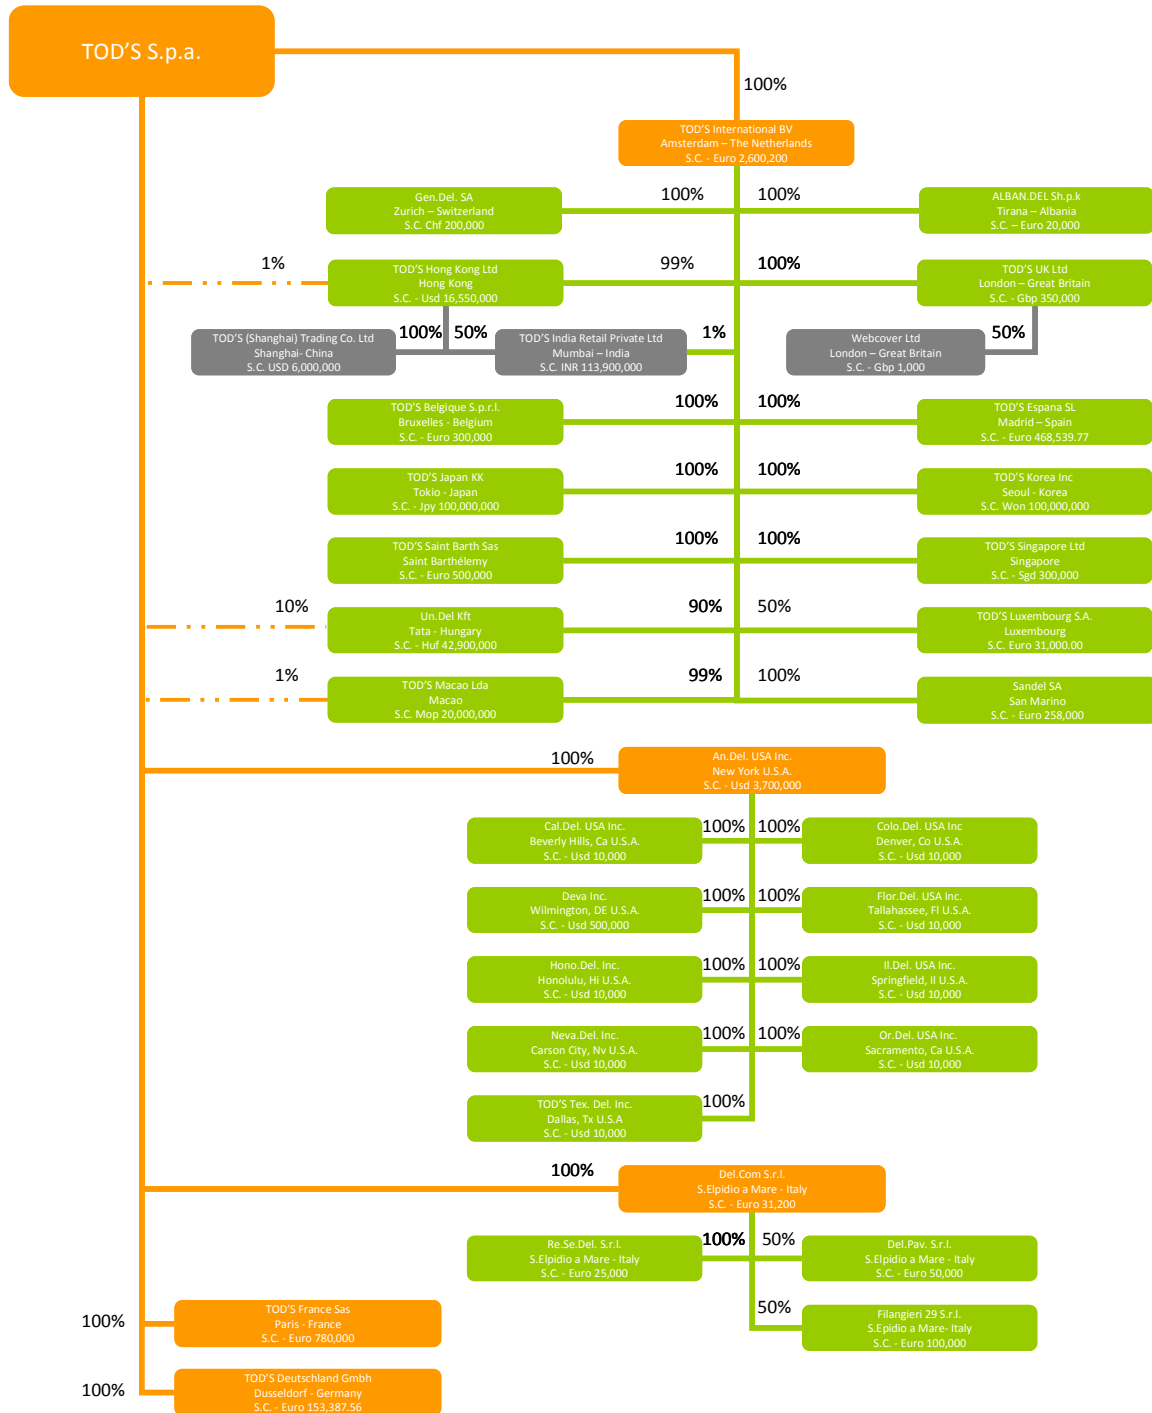 TOD'S S.p.a.
100%
TOD'S International BV
Amsterdam – The Netherlands
S.C. - Euro 2,600,200
Gen.Del. SA
Zurich – Switzerland
S.C. Chf 200,000
100%
100%
ALBAN.DEL Sh.p.k
Tirana – Albania
S.C. – Euro 20,000
1%
TOD'S Hong Kong Ltd
Hong Kong
S.C. - Usd 16,550,000
99%
100%
TOD'S UK Ltd
London – Great Britain
S.C. - Gbp 350,000
TOD'S (Shanghai) Trading Co. Ltd
Shanghai- China
S.C. USD 6,000,000
100%
50%
TOD'S India Retail Private Ltd
Mumbai – India
S.C. INR 113,900,000
1%
Webcover Ltd
London – Great Britain
S.C. - Gbp 1,000
50%
TOD'S Belgique S.p.r.l.
Bruxelles - Belgium
S.C. - Euro 300,000
100%
100%
TOD'S Espana SL
Madrid – Spain
S.C. - Euro 468,539.77
TOD'S Japan KK
Tokio - Japan
S.C. - Jpy 100,000,000
100%
100%
TOD'S Korea Inc
Seoul - Korea
S.C. Won 100,000,000
TOD'S Saint Barth Sas
Saint Barthélemy
S.C. - Euro 500,000
100%
100%
TOD'S Singapore Ltd
Singapore
S.C. - Sgd 300,000
10%
Un.Del Kft
Tata - Hungary
S.C. - Huf 42,900,000
90%
50%
TOD'S Luxembourg S.A.
Luxembourg
S.C. Euro 31,000.00
1%
TOD'S Macao Lda
Macao
S.C. Mop 20,000,000
99%
100%
Sandel SA
San Marino
S.C. - Euro 258,000
100%
An.Del. USA Inc.
New York U.S.A.
S.C. - Usd 3,700,000
Cal.Del. USA Inc.
Beverly Hills, Ca U.S.A.
S.C. - Usd 10,000
100%
100%
Colo.Del. USA Inc
Denver, Co U.S.A.
S.C. - Usd 10,000
Deva Inc.
Wilmington, DE U.S.A.
S.C. - Usd 500,000
100%
100%
Flor.Del. USA Inc.
Tallahassee, Fl U.S.A.
S.C. - Usd 10,000
Hono.Del. Inc.
Honolulu, Hi U.S.A.
S.C. - Usd 10,000
100%
100%
Il.Del. USA Inc.
Springfield, Il U.S.A.
S.C. - Usd 10,000
Neva.Del. Inc.
Carson City, Nv U.S.A.
S.C. - Usd 10,000
100%
100%
Or.Del. USA Inc.
Sacramento, Ca U.S.A.
S.C. - Usd 10,000
TOD'S Tex. Del. Inc.
Dallas, Tx U.S.A
S.C. - Usd 10,000
100%
100%
Del.Com S.r.l.
S.Elpidio a Mare - Italy
S.C. - Euro 31,200
Re.Se.Del. S.r.l.
S.Elpidio a Mare - Italy
S.C. - Euro 25,000
100%
50%
Del.Pav. S.r.l.
S.Elpidio a Mare - Italy
S.C. - Euro 50,000
50%
Filangieri 29 S.r.l.
S.Epidio a Mare- Italy
S.C. - Euro 100,000
100%
TOD'S France Sas
Paris - France
S.C. - Euro 780,000
100%
TOD'S Deutschland Gmbh
Dusseldorf - Germany
S.C. - Euro 153,387.56